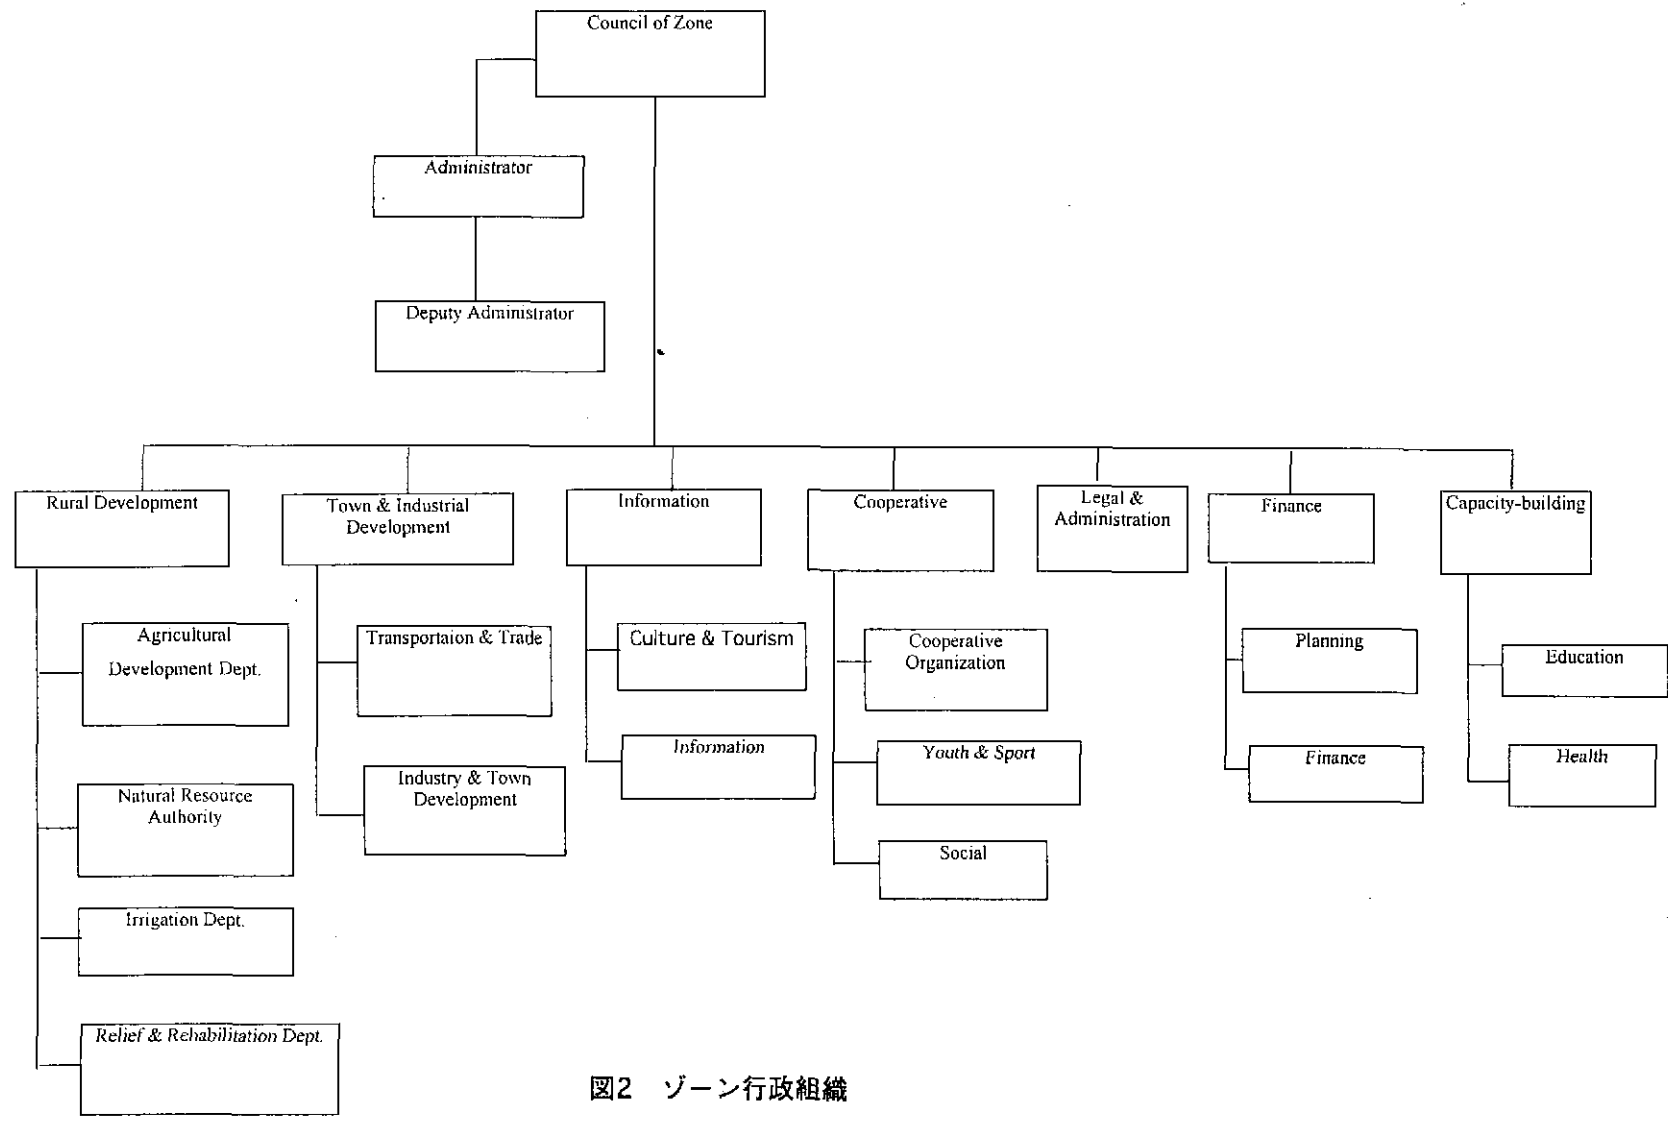 Council of Zone
Administrator
Deputy Administrator
Rural Development
Town & Industrial
Development
Information
Cooperative
Legal &
Administration
Finance
Capacity-building
Agricultural
Development Dept.
Natural Resource
Authority
Irrigation Dept.
Relief & Rehabilitation Dept.
Transportaion & Trade
Industry & Town
Development
Culture & Tourism
Information
Cooperative
Organization
Youth & Sport
Social
Planning
Finance
Education
Health
図2 ゾーン行政組織